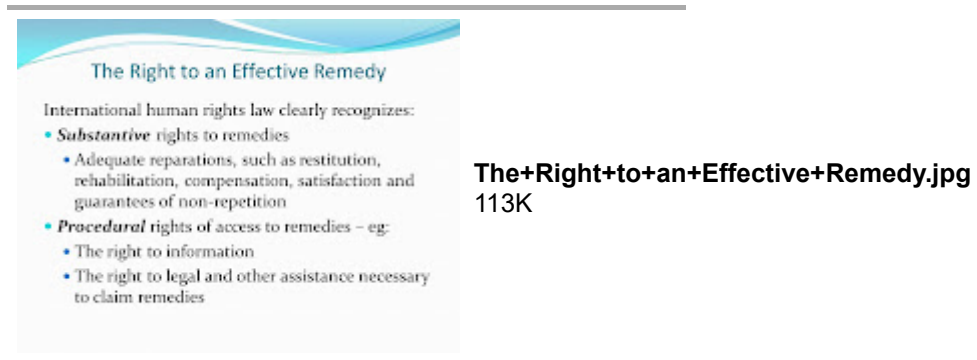 The Right to an Effective Remedy
International human rights law clearly recognizes:
• Substantive rights to remedies
• Adequate reparations, such as restitution,
rehabilitation, compensation, satisfaction and
guarantees of non-repetition
• Procedural rights of access to remedies – eg:
• The right to information
• The right to legal and other assistance necessary
to claim remedies
The+Right+to+an+Effective+Remedy.jpg
113K